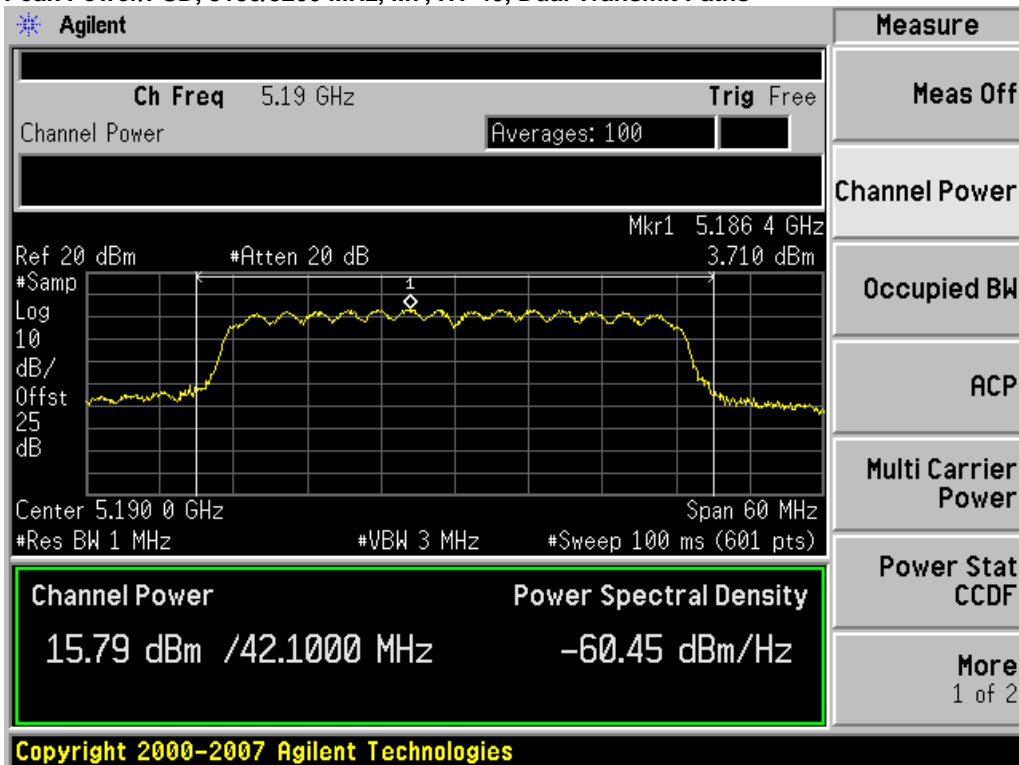 Agilent
Measure
Ch Freq 5.19 GHz
Trig Free
Channel Power
Averages: 100
Mkr1 5.186 4 GHz
Ref 20 dBm
#Atten 20 dB
3.710 dBm
#Samp
Log
10
dB/
Offst
25
dB
1
Center 5.190 0 GHz
Span 60 MHz
#Res BW 1 MHz
#VBW 3 MHz
#Sweep 100 ms (601 pts)
Channel Power
Power Spectral Density
15.79 dBm /42.1000 MHz
-60.45 dBm/Hz
Meas Off
Channel Power
Occupied BW
ACP
Multi Carrier
Power
Power Stat
CCDF
More
1 of 2
Copyright 2000-2007 Agilent Technologies